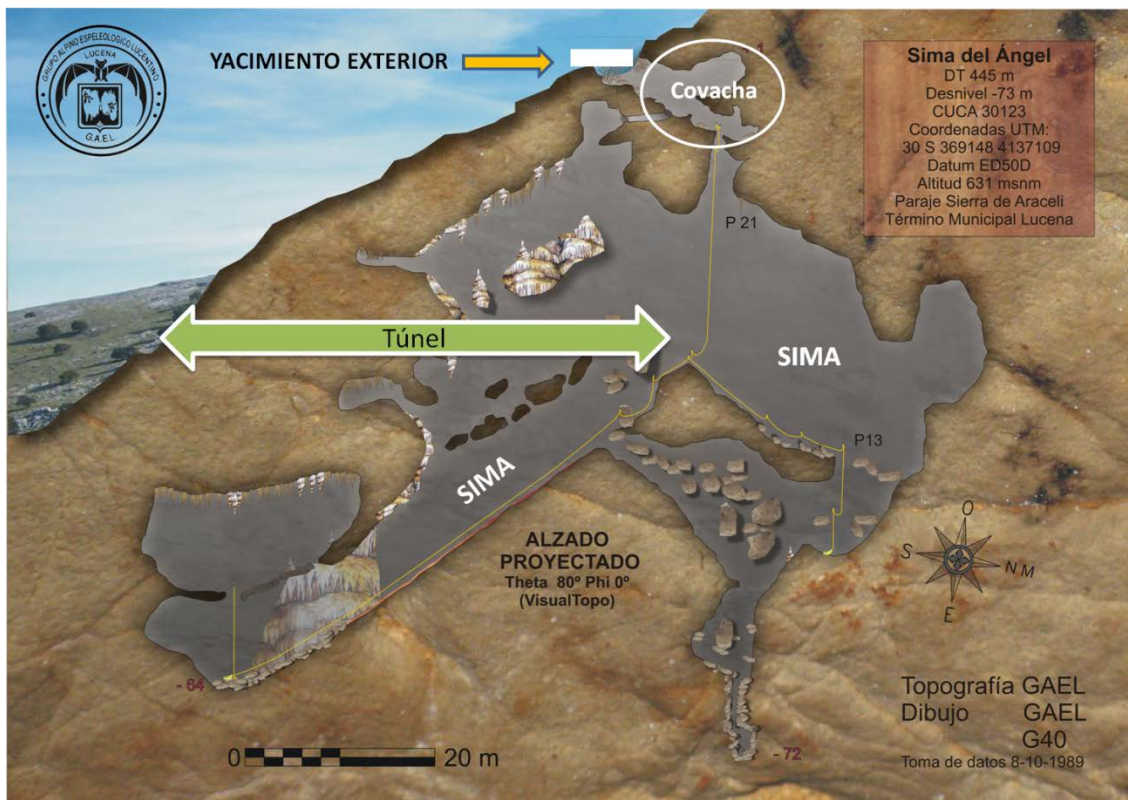 GRUPO ALPINO ESPELEOLOGICO LUCENTINO
LUCENA
G.A.E.L.
YACIMIENTO EXTERIOR
Covacha
Sima del Ángel
DT 445 m
Desnivel -73 m
CUCA 30123
Coordenadas UTM:
30 S 369148 4137109
Datum ED50D
Altitud 631 msnm
Paraje Sierra de Araceli
Término Municipal Lucena
P 21
Túnel
SIMA
P13
SIMA
ALZADO
PROYECTADO
Theta 80º Phi 0º
(VisualTopo)
O
S
N M
E
- 64
- 72
0
20 m
Topografía GAEL
Dibujo GAEL
G40
Toma de datos 8-10-1989